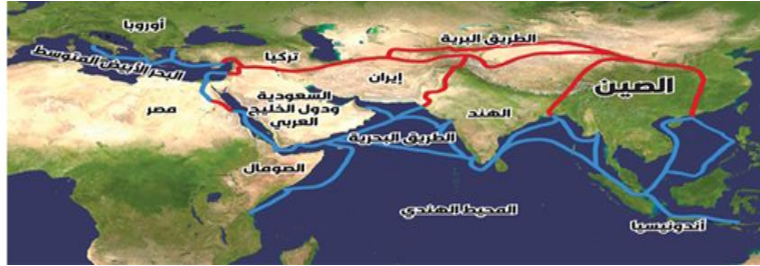 أوروبا
الطريق البرية
تركيا
البحر الأبيض المتوسط
إيران
الصين
السعودية
ودول الخليج
العربي
مصر
الهند
الطريق البحرية
الصومال
المحيط الهندي
أندونيسيا